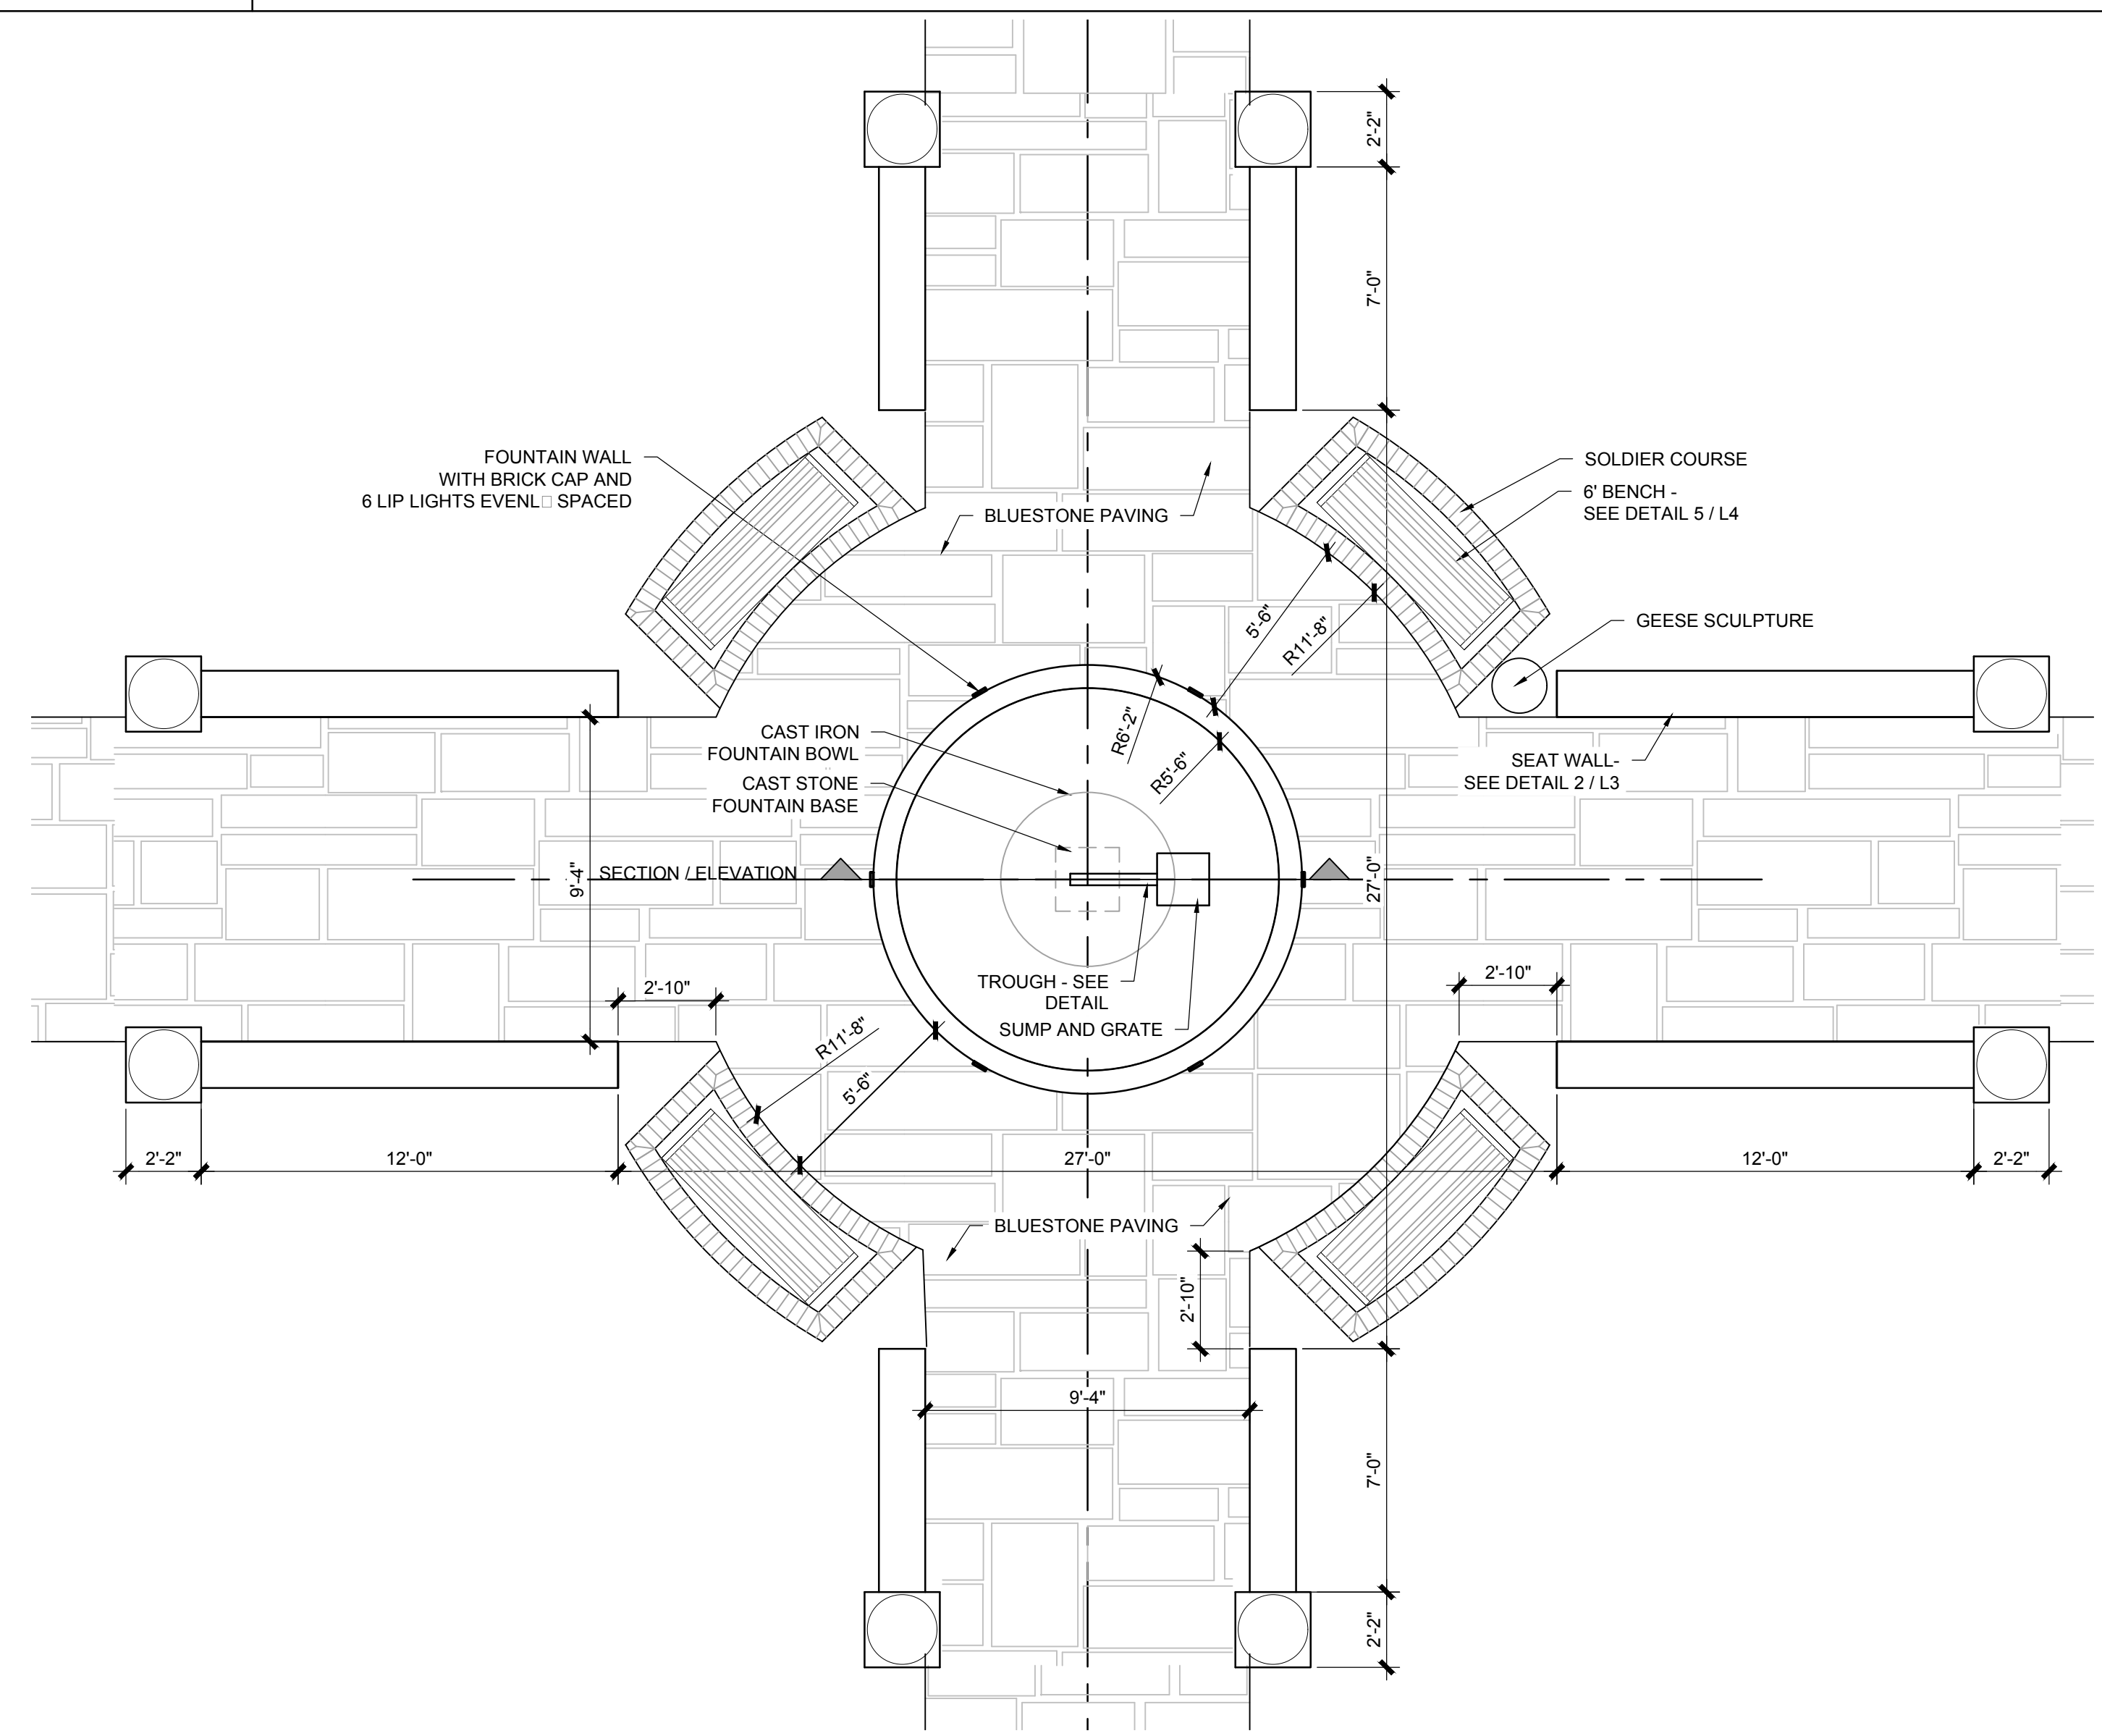 2'-2"
7'-0"
FOUNTAIN WALL
WITH BRICK CAP AND
6 LIP LIGHTS EVENL□ SPACED
BLUESTONE PAVING
SOLDIER COURSE
6' BENCH -
SEE DETAIL 5 / L4
5'-6"
R11'-8"
GEESE SCULPTURE
R6'-2"
R5'-6"
CAST IRON
FOUNTAIN BOWL
CAST STONE
FOUNTAIN BASE
SEAT WALL-
SEE DETAIL 2 / L3
SECTION / ELEVATION
9'-4"
27'-0"
2'-10"
TROUGH - SEE
DETAIL
SUMP AND GRATE
2'-10"
R11'-8"
5'-6"
2'-2"
12'-0"
27'-0"
12'-0"
2'-2"
BLUESTONE PAVING
2'-10"
9'-4"
7'-0"
2'-2"